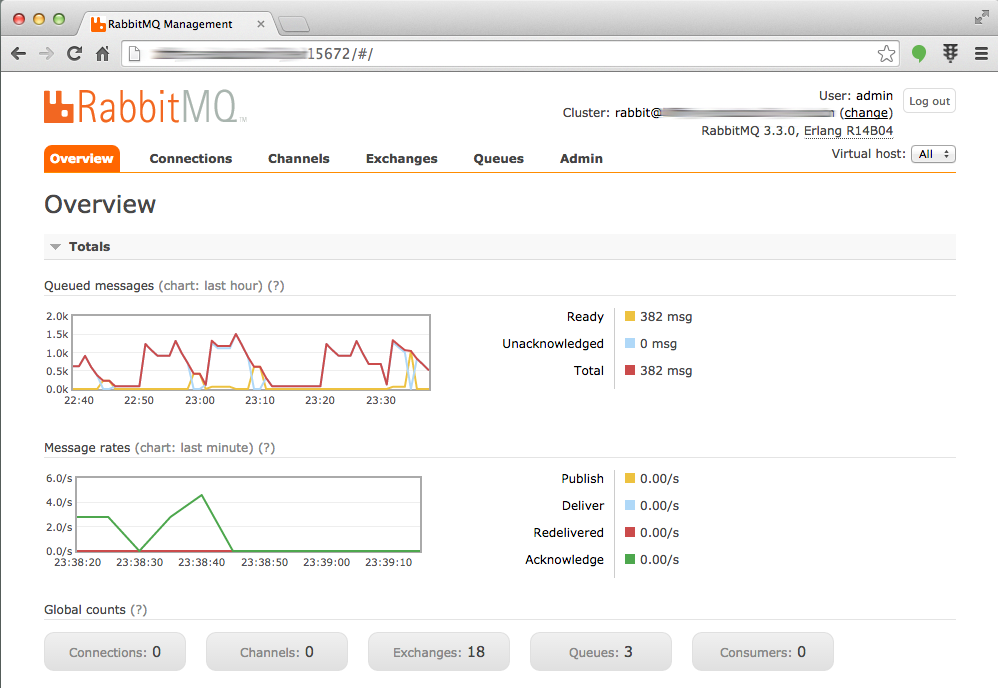 RabbitMQ Management
15672/#/
RabbitMQ™
User: admin
Log out
Cluster: rabbit@ (change)
RabbitMQ 3.3.0, Erlang R14B04
Virtual host: All
Overview Connections Channels Exchanges Queues Admin
Overview
Totals
Queued messages (chart: last hour) (?)
2.0k
1.5k
1.0k
0.5k
0.0k
22:40 22:50 23:00 23:10 23:20 23:30
Ready 382 msg
Unacknowledged 0 msg
Total 382 msg
Message rates (chart: last minute) (?)
6.0/s
4.0/s
2.0/s
0.0/s
23:38:20 23:38:30 23:38:40 23:38:50 23:39:00 23:39:10
Publish 0.00/s
Deliver 0.00/s
Redelivered 0.00/s
Acknowledge 0.00/s
Global counts (?)
Connections: 0 Channels: 0 Exchanges: 18 Queues: 3 Consumers: 0